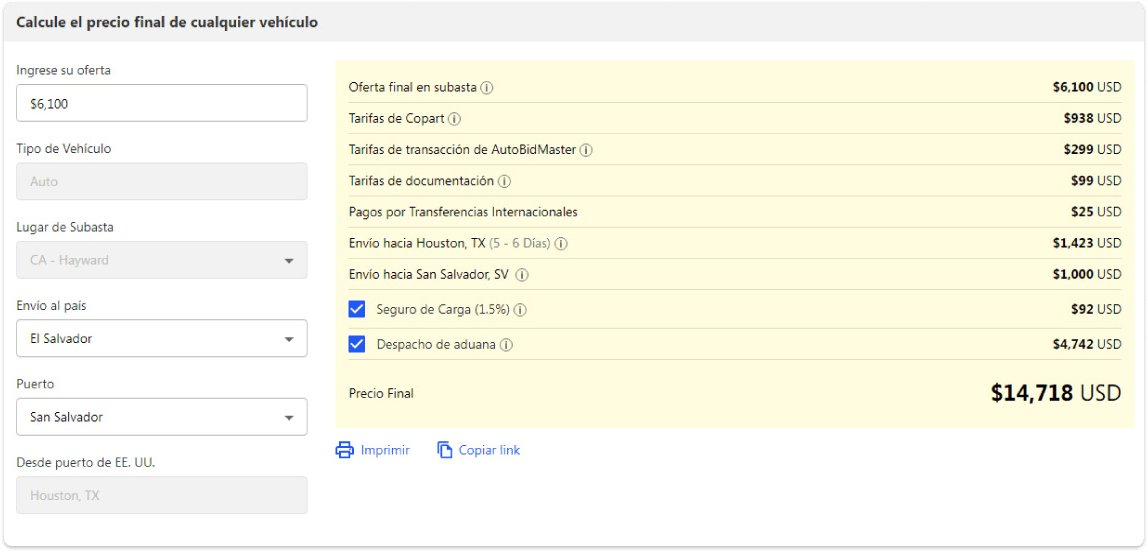 Calcule el precio final de cualquier vehículo
Ingrese su oferta
$6,100
Tipo de Vehículo
Auto
Lugar de Subasta
CA - Hayward
Envío al país
El Salvador
Puerto
San Salvador
Desde puerto de EE. UU.
Houston, TX
Oferta final en subasta $6,100 USD
Tarifas de Copart $938 USD
Tarifas de transacción de AutoBidMaster $299 USD
Tarifas de documentación $99 USD
Pagos por Transferencias Internacionales $25 USD
Envío hacia Houston, TX (5 - 6 Días) $1,423 USD
Envío hacia San Salvador, SV $1,000 USD
Seguro de Carga (1.5%) $92 USD
Despacho de aduana $4,742 USD
Precio Final $14,718 USD
Imprimir Copiar link